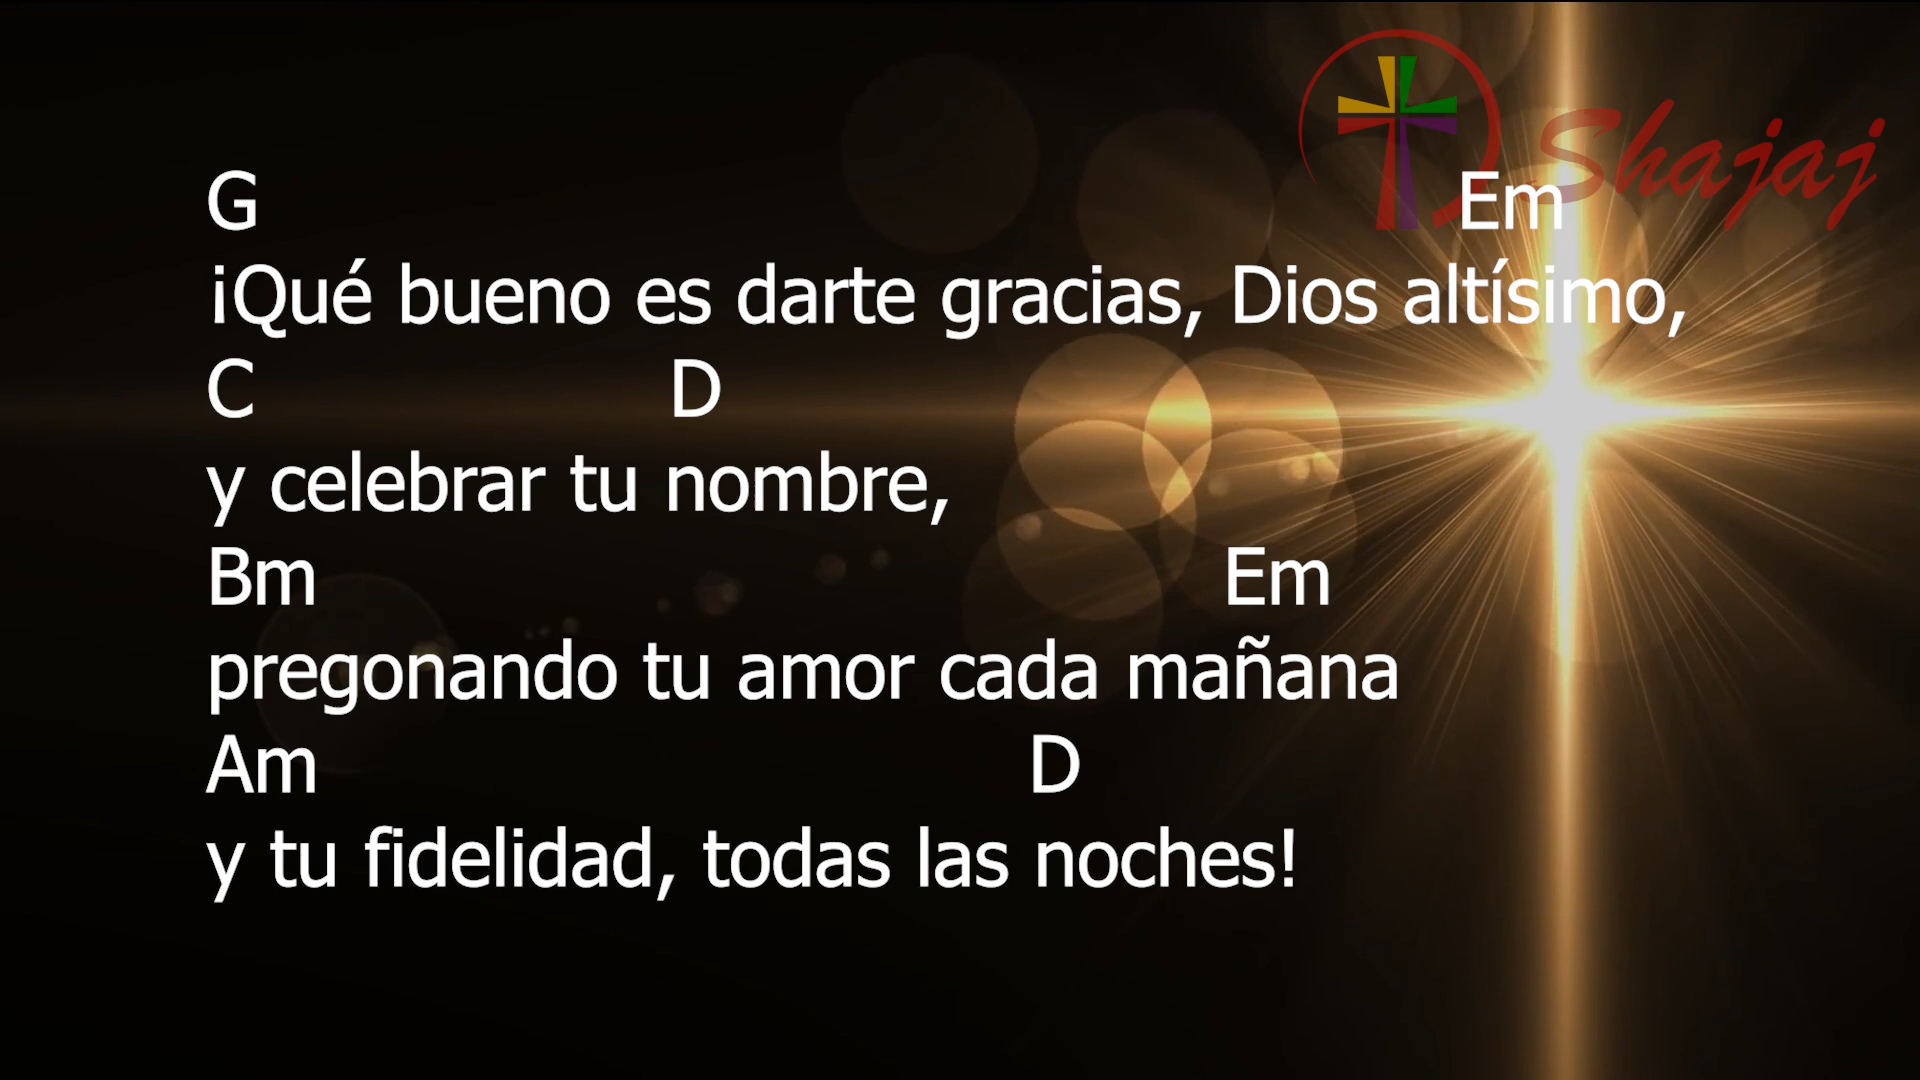 Shajaj
G Em
¡Qué bueno es darte gracias, Dios altísimo,
C D
y celebrar tu nombre,
Bm Em
pregonando tu amor cada mañana
Am D
y tu fidelidad, todas las noches!